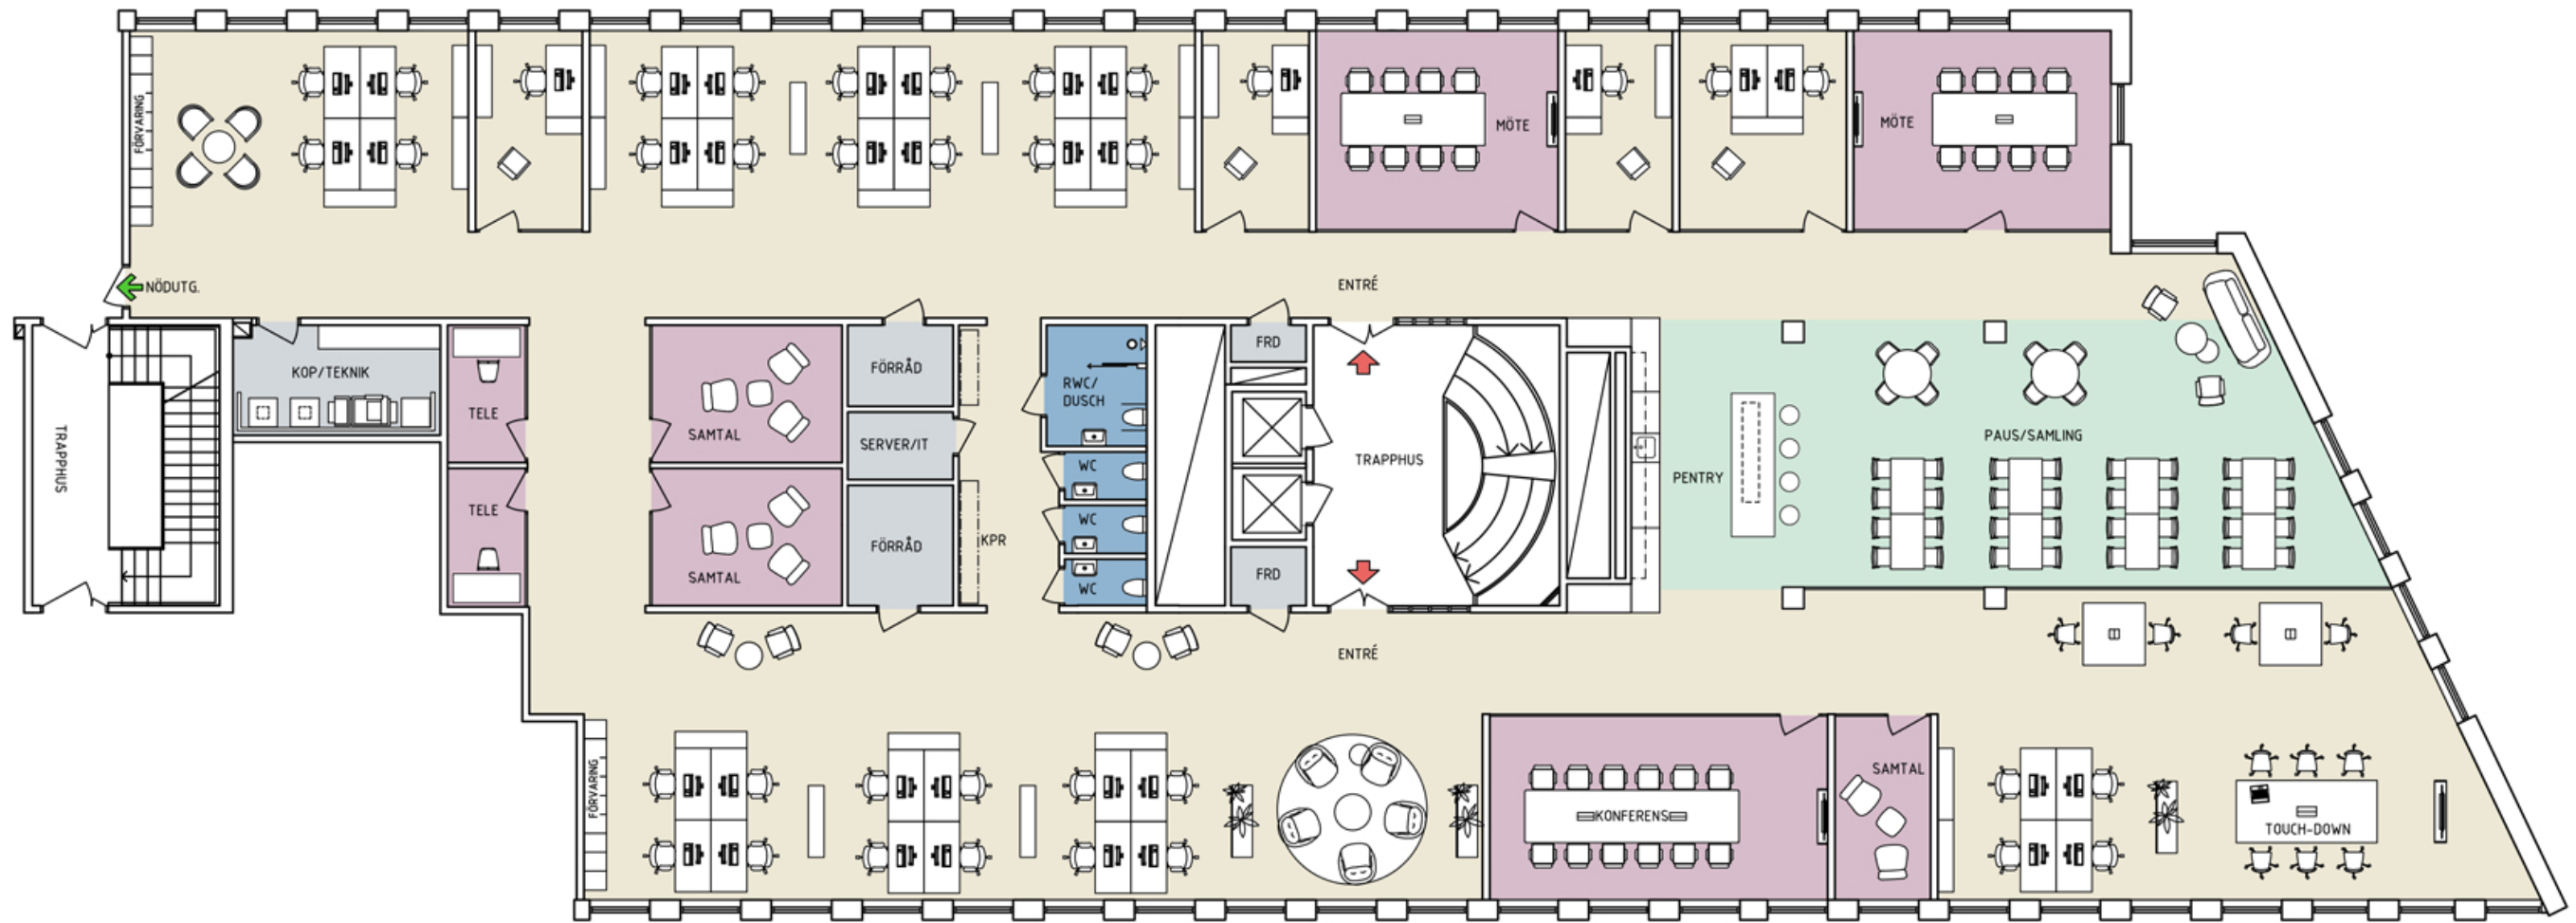 FÖRVARING
MÖTE
MÖTE
NÖDUTG.
ENTRÉ
TRAPPHUS
KOP/TEKNIK
TELE
TELE
SAMTAL
SAMTAL
FÖRRÅD
SERVER/IT
FÖRRÅD
KPR
RWC/
DUSCH
WC
WC
WC
FRD
FRD
TRAPPHUS
PENTRY
PAUS/SAMLING
ENTRÉ
FÖRVARING
KONFERENS
SAMTAL
TOUCH-DOWN